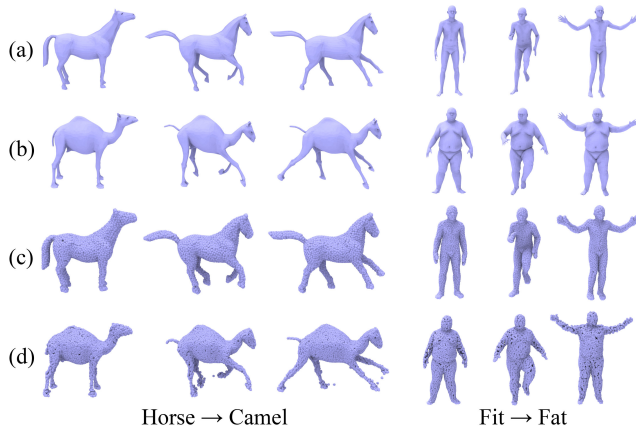 (a)
(b)
(c)
(d)
Horse → Camel
Fit → Fat